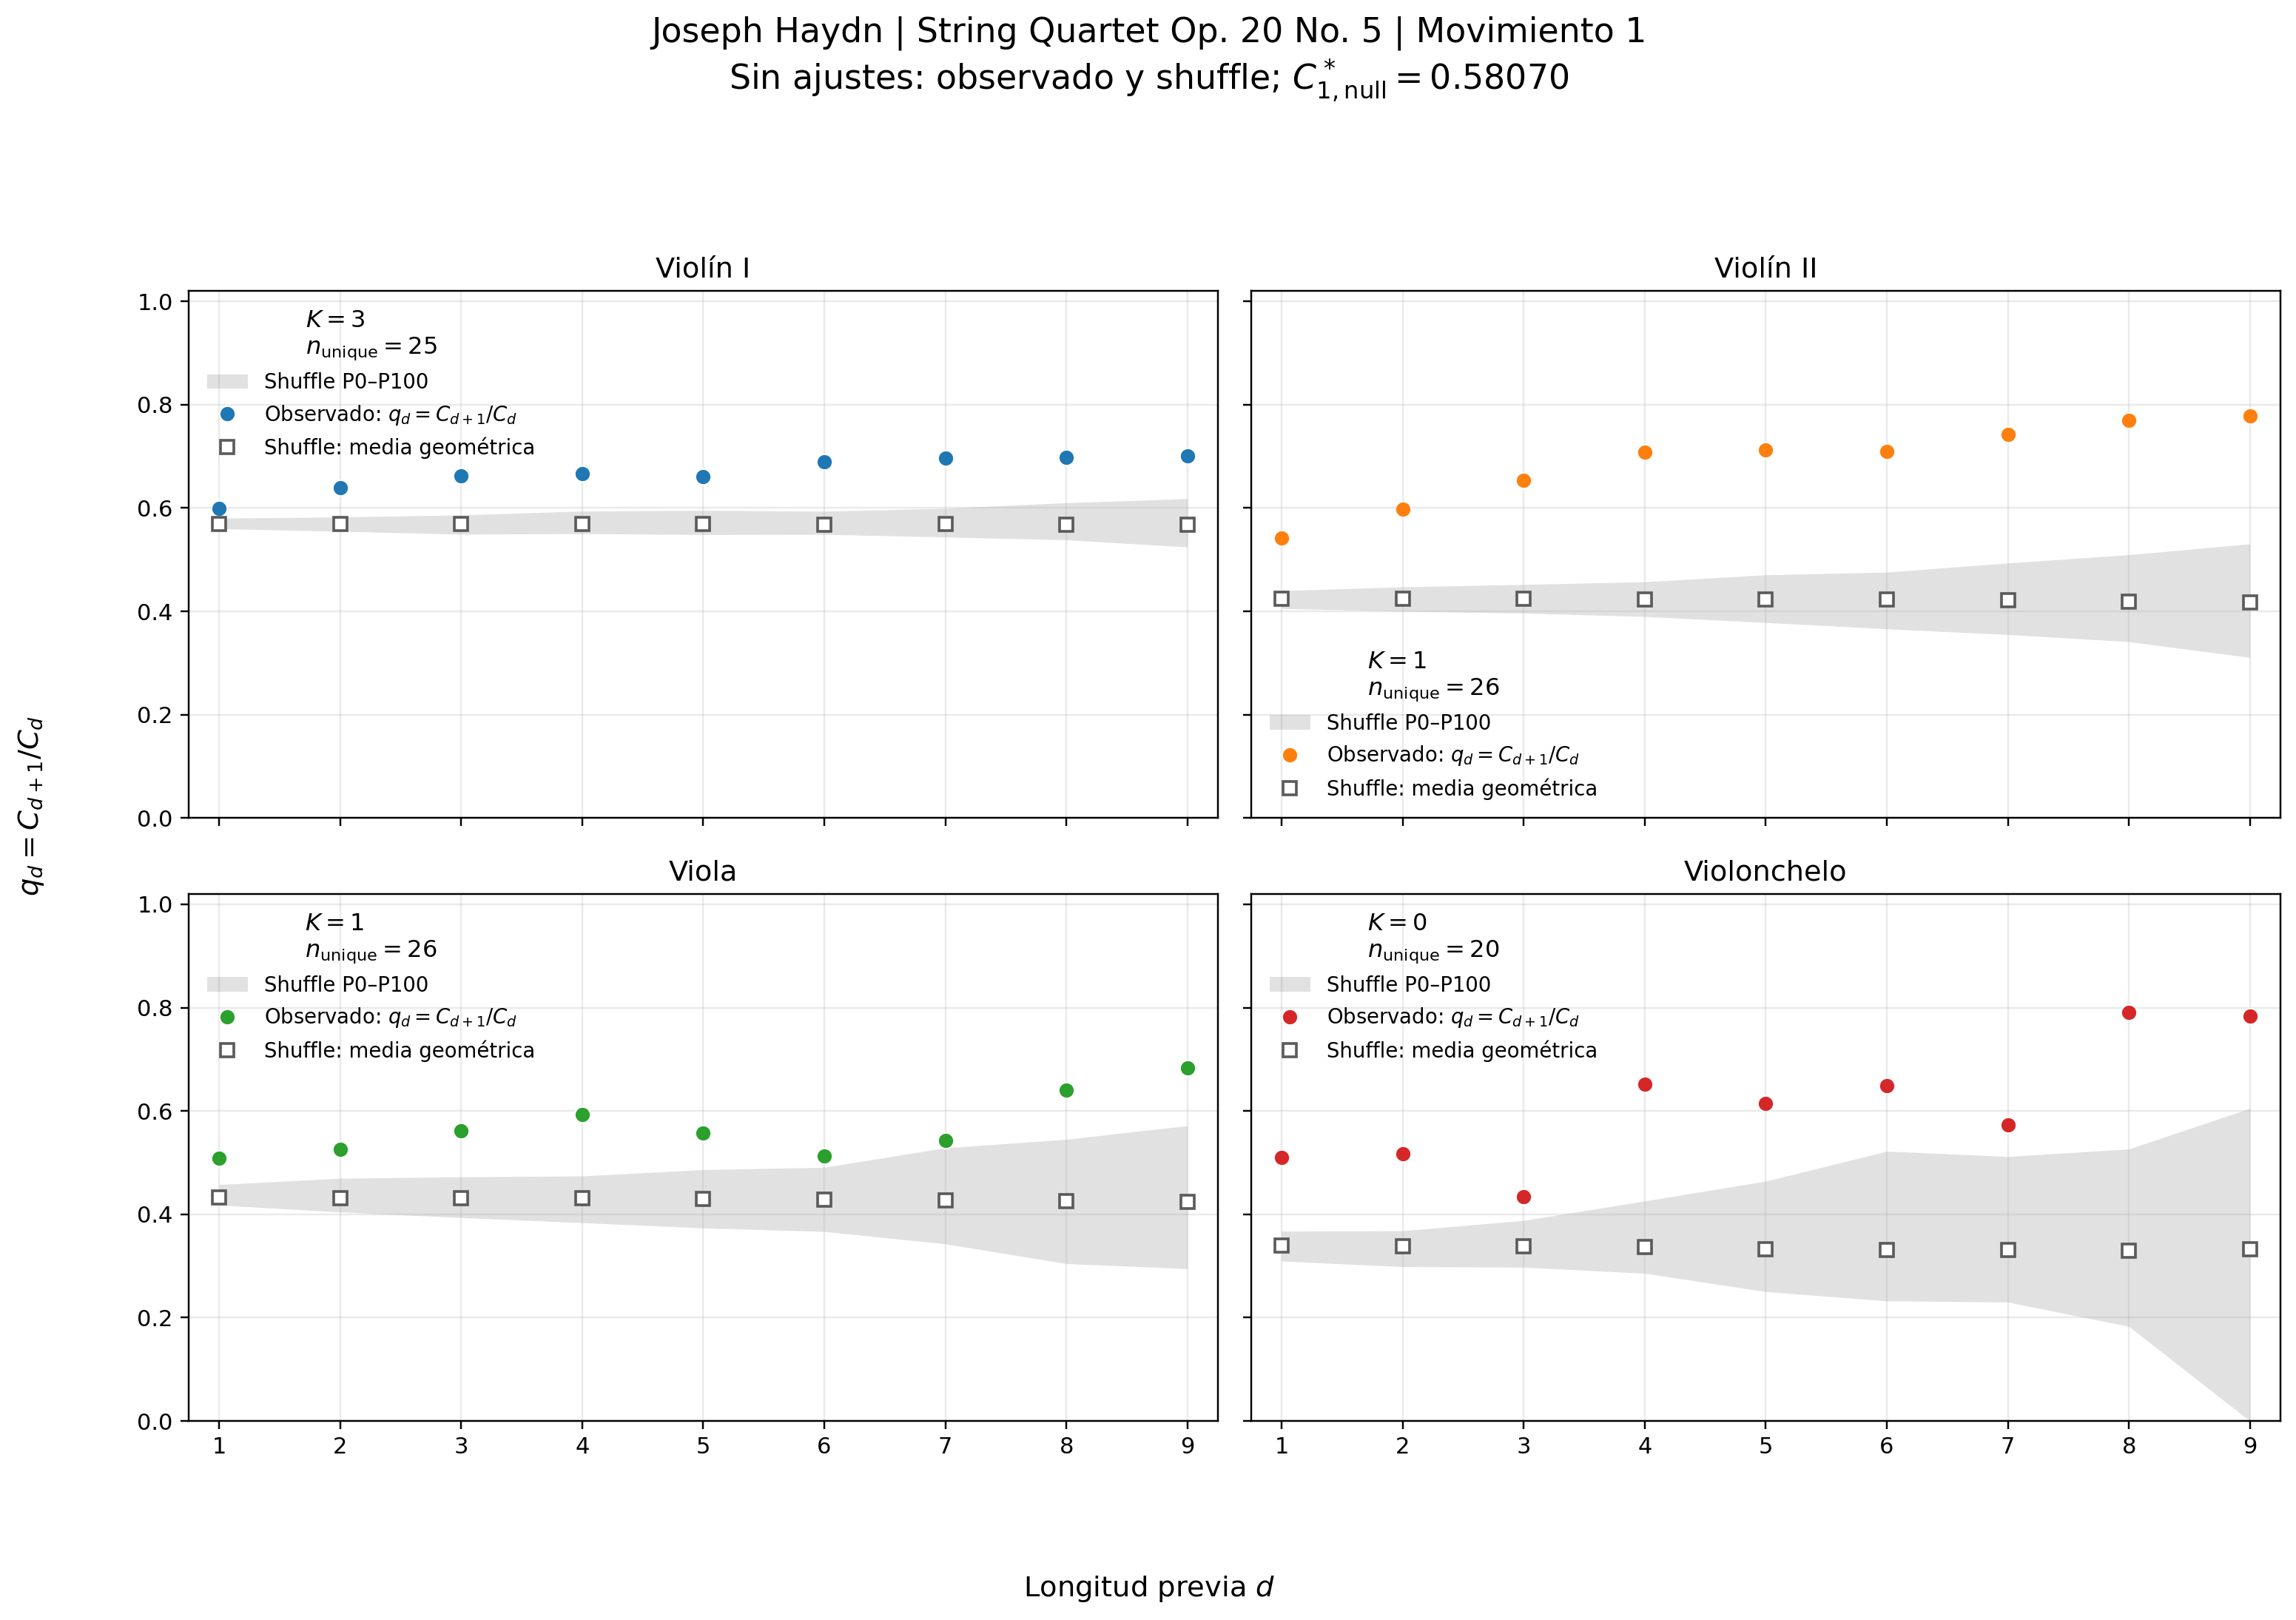 Joseph Haydn | String Quartet Op. 20 No. 5 | Movimiento 1
Sin ajustes: observado y shuffle; C*1,null = 0.58070
Violín I
1.0
0.8
0.6
0.4
0.2
0.0
K = 3
nunique = 25
Shuffle P0–P100
Observado: qd = Cd+1/Cd
Shuffle: media geométrica
Violín II
K = 1
nunique = 26
Shuffle P0–P100
Observado: qd = Cd+1/Cd
Shuffle: media geométrica
qd = Cd+1/Cd
Viola
1.0
0.8
0.6
0.4
0.2
0.0
K = 1
nunique = 26
Shuffle P0–P100
Observado: qd = Cd+1/Cd
Shuffle: media geométrica
1 2 3 4 5 6 7 8 9
Violonchelo
K = 0
nunique = 20
Shuffle P0–P100
Observado: qd = Cd+1/Cd
Shuffle: media geométrica
1 2 3 4 5 6 7 8 9
Longitud previa d